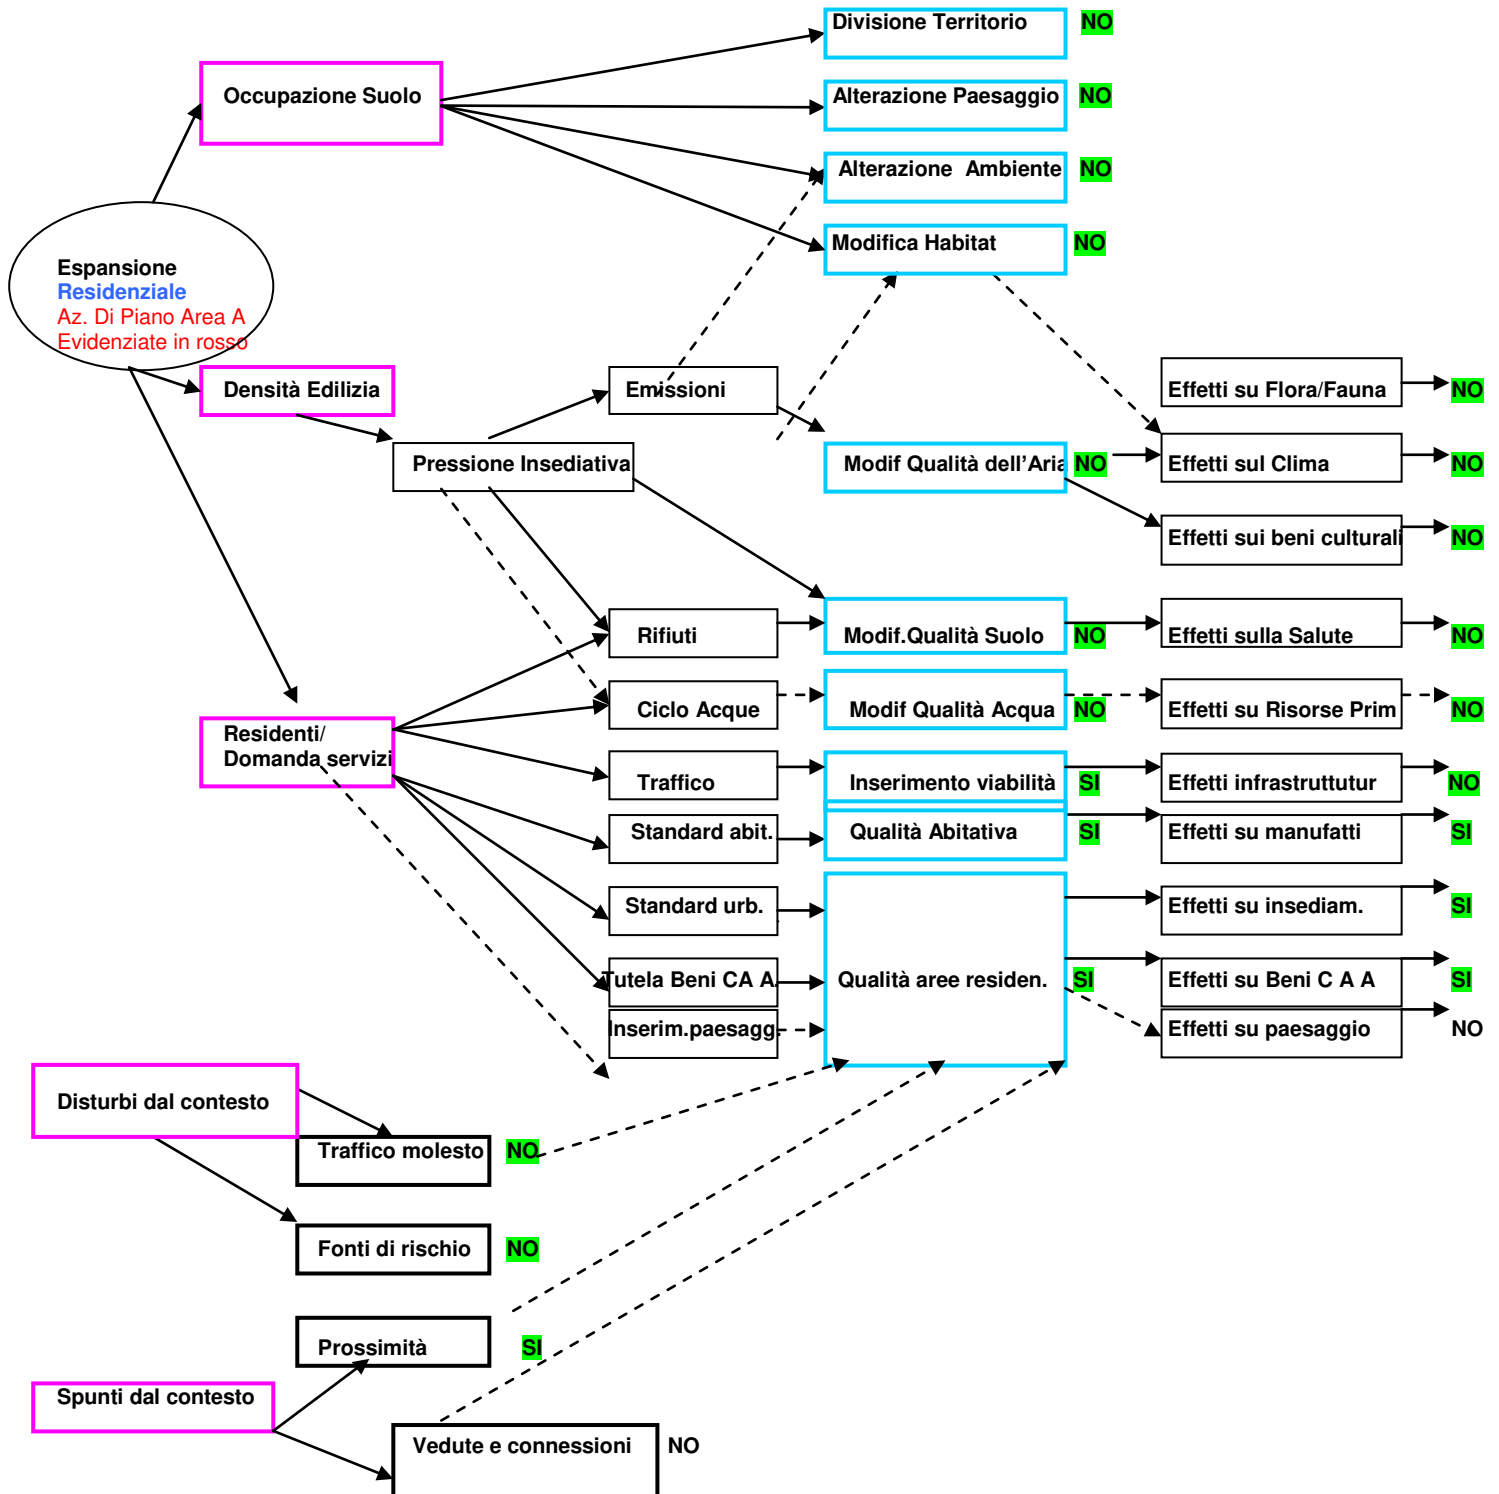 Divisione Territorio NO
Occupazione Suolo
Alterazione Paesaggio NO
Alterazione Ambiente NO
Modifica Habitat NO
Espansione
Residenziale
Az. Di Piano Area A
Evidenziate in rosso
Densità Edilizia
Emissioni
Effetti su Flora/Fauna NO
Pressione Insediativa
Modif Qualità dell'Aria NO
Effetti sul Clima NO
Effetti sui beni culturali NO
Rifiuti
Modif.Qualità Suolo NO
Effetti sulla Salute NO
Ciclo Acque
Modif Qualità Acqua NO
Effetti su Risorse Prim NO
Residenti/
Domanda servizi
Traffico
Inserimento viabilità SI
Effetti infrastruttutur NO
Standard abit.
Qualità Abitativa SI
Effetti su manufatti SI
Standard urb.
Effetti su insediam. SI
Tutela Beni CA A.
Qualità aree residen. SI
Effetti su Beni C A A SI
Inserim.paesagg.
Effetti su paesaggio NO
Disturbi dal contesto
Traffico molesto NO
Fonti di rischio NO
Prossimità SI
Spunti dal contesto
Vedute e connessioni NO